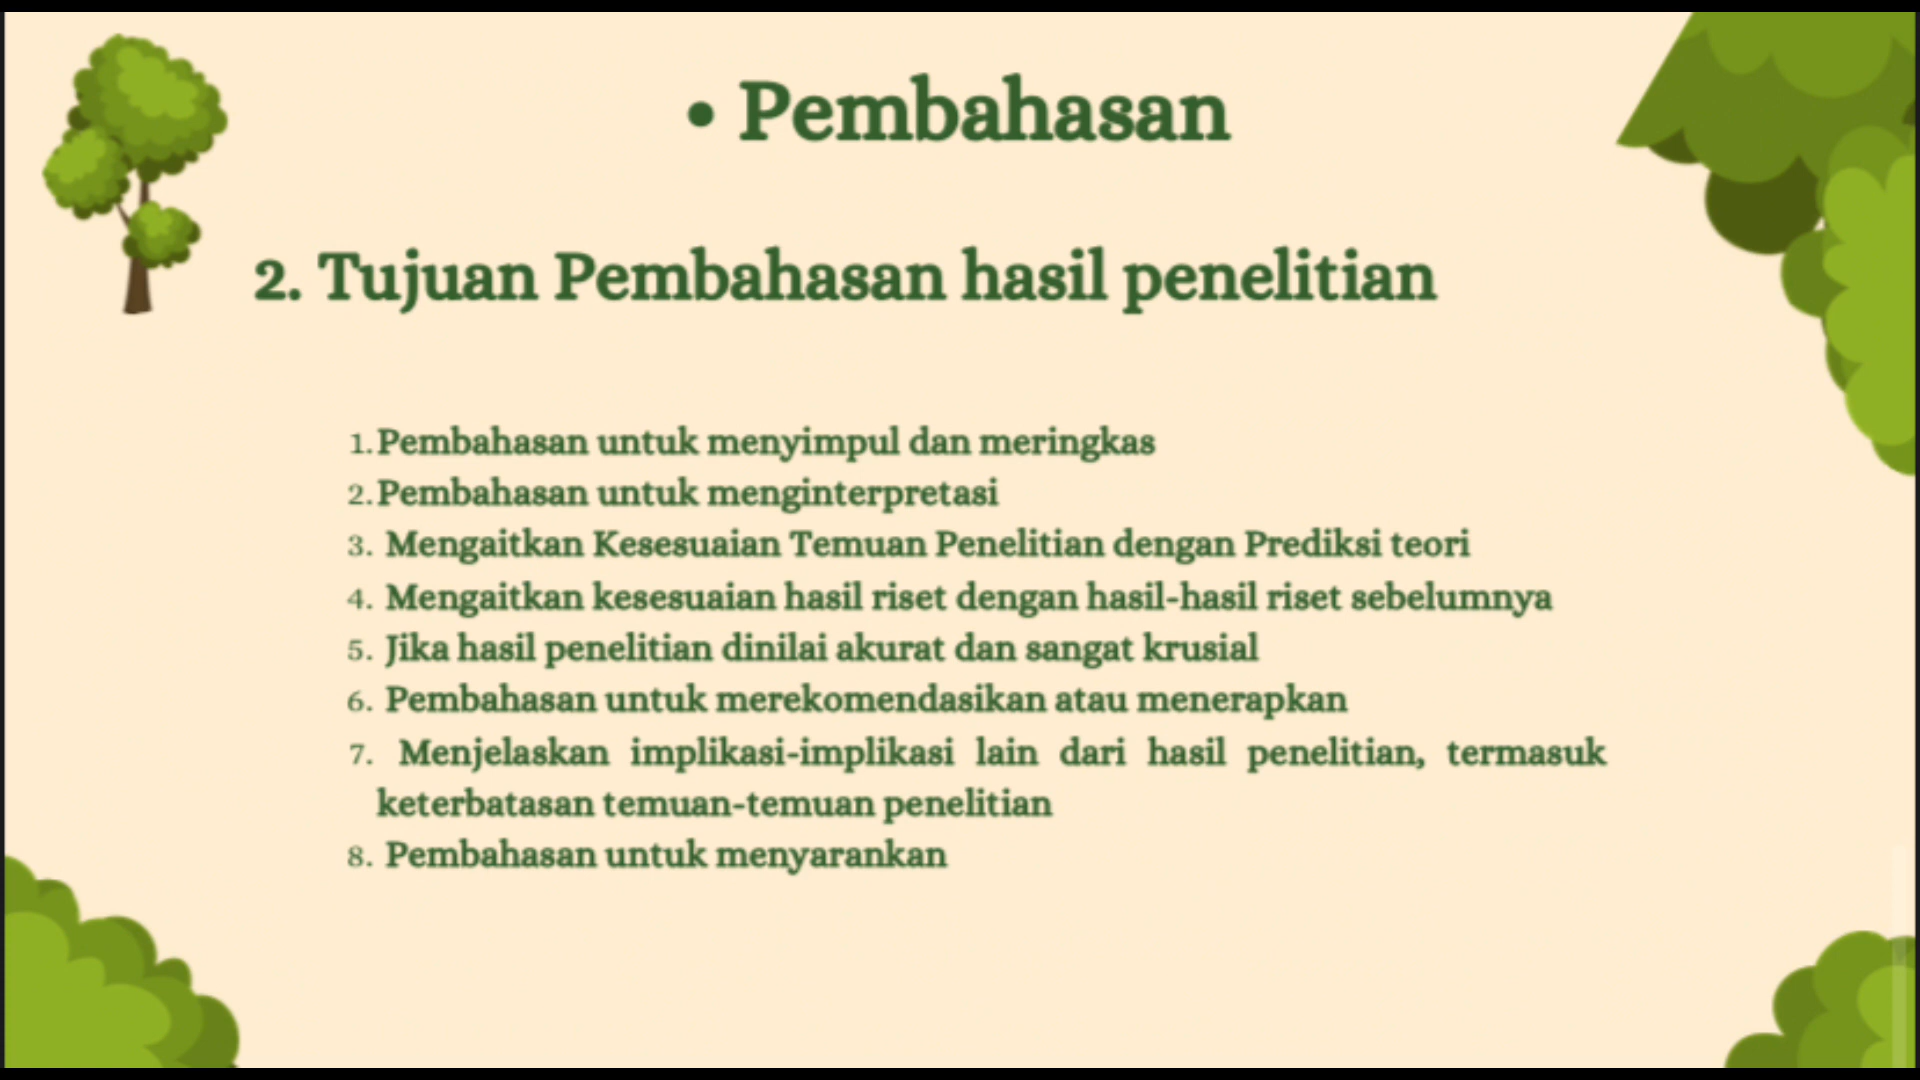 • Pembahasan
2. Tujuan Pembahasan hasil penelitian
1. Pembahasan untuk menyimpul dan meringkas
2. Pembahasan untuk menginterpretasi
3. Mengaitkan Kesesuaian Temuan Penelitian dengan Prediksi teori
4. Mengaitkan kesesuaian hasil riset dengan hasil-hasil riset sebelumnya
5. Jika hasil penelitian dinilai akurat dan sangat krusial
6. Pembahasan untuk merekomendasikan atau menerapkan
7. Menjelaskan implikasi-implikasi lain dari hasil penelitian, termasuk
keterbatasan temuan-temuan penelitian
8. Pembahasan untuk menyarankan